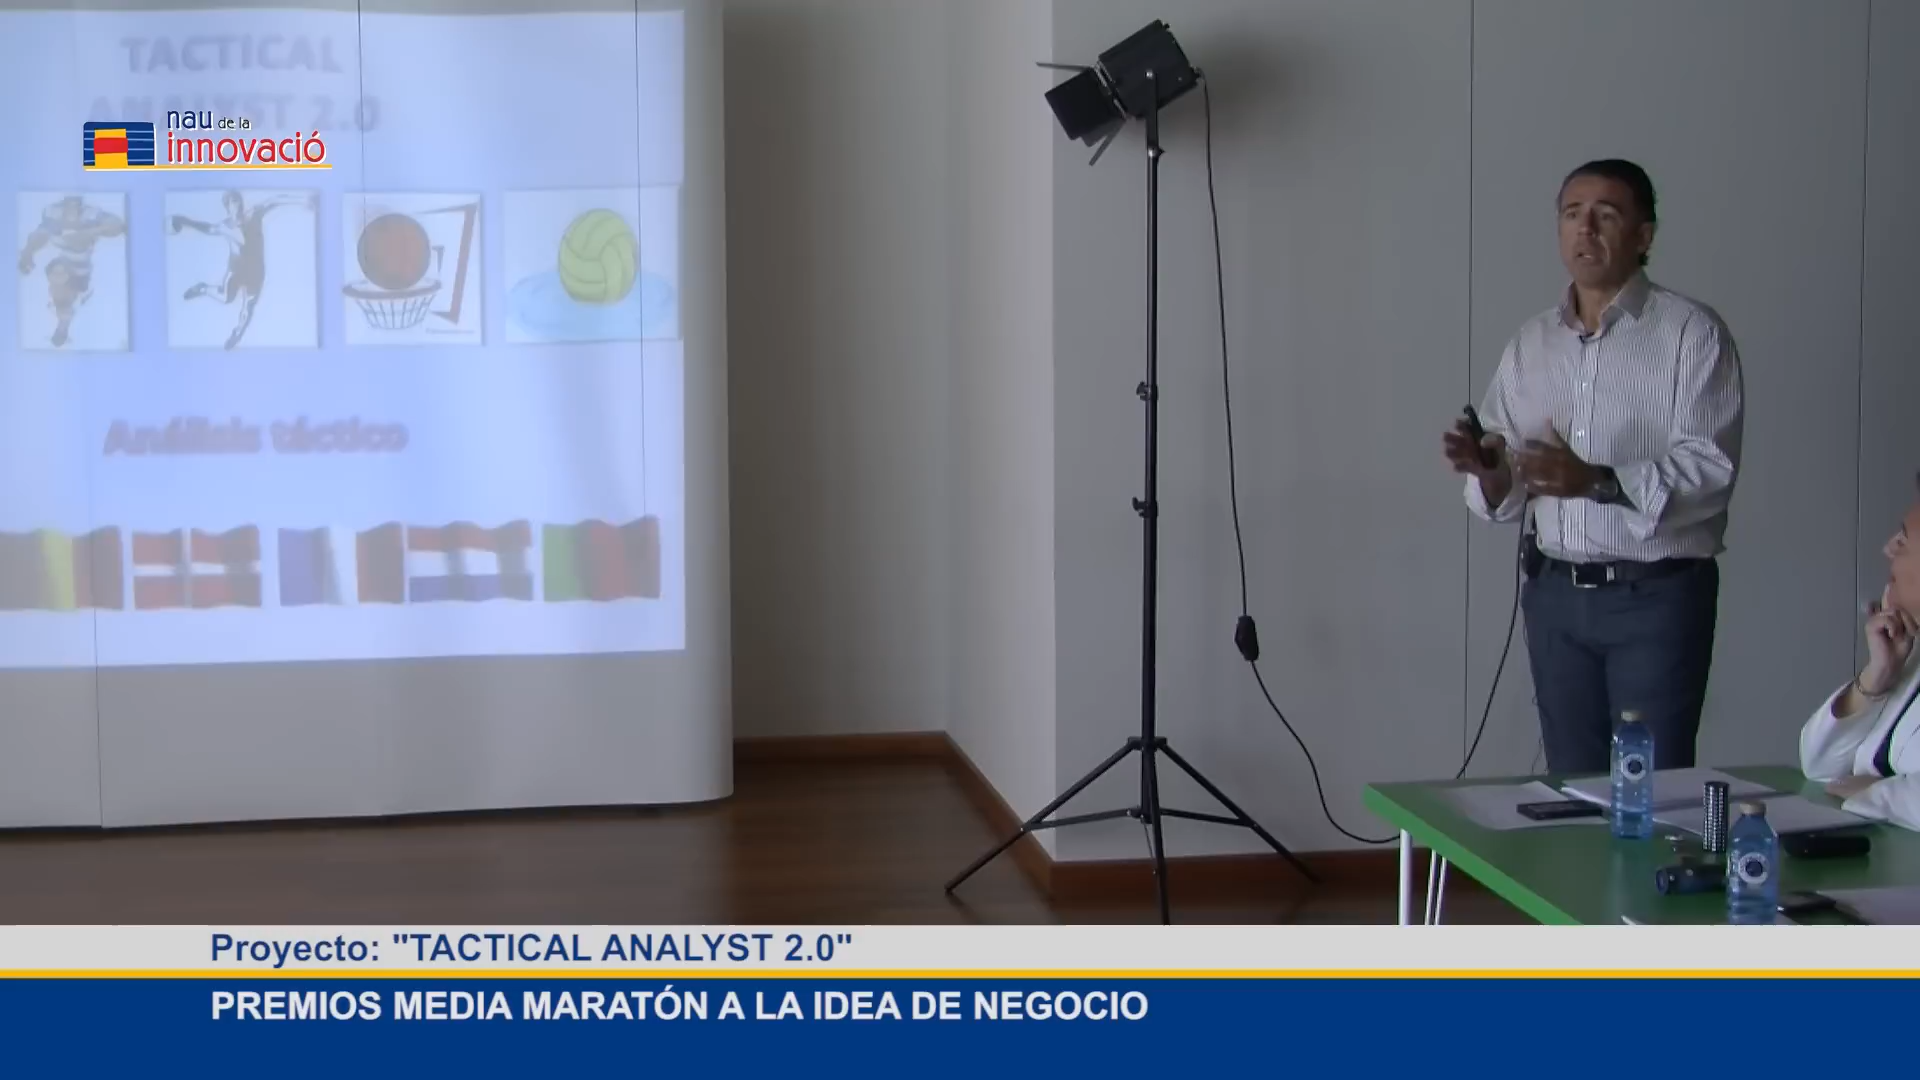 TACTICAL
ANALYST 2.0
nau de la
innovació
Análisis táctico
Proyecto: "TACTICAL ANALYST 2.0"
PREMIOS MEDIA MARATÓN A LA IDEA DE NEGOCIO